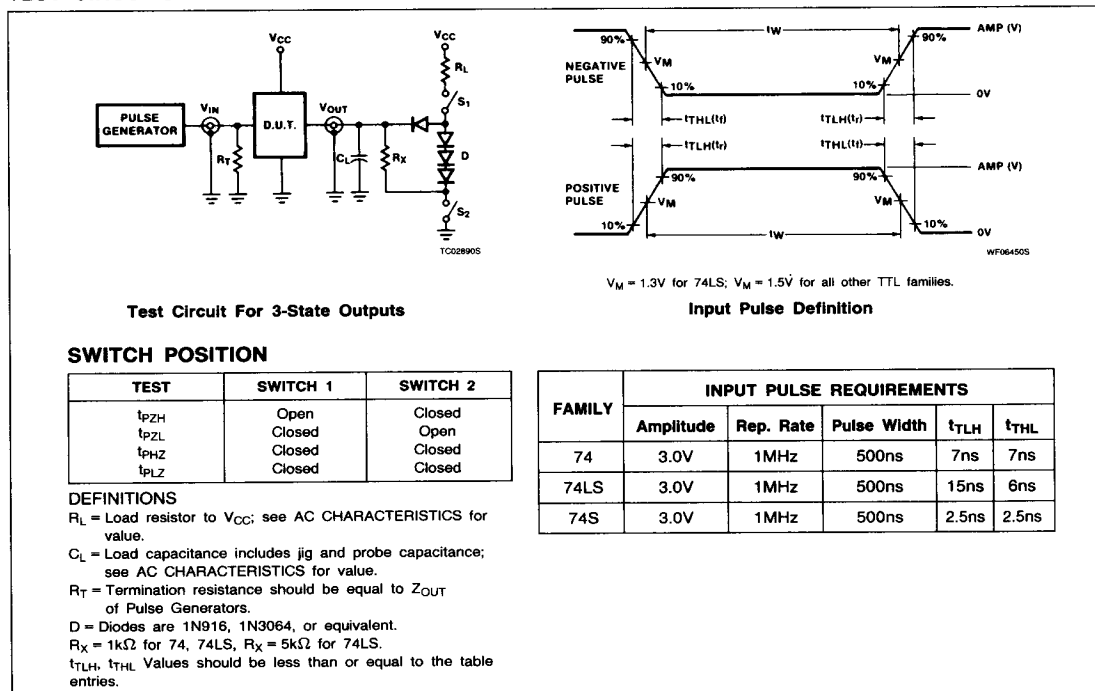 VCC
VCC
RL
S1
PULSE GENERATOR
VIN
D.U.T.
VOUT
RT
CL
RX
D
S2
TC02890S
Test Circuit For 3-State Outputs
tW
AMP (V)
90%
90%
NEGATIVE PULSE
VM
VM
10%
10%
0V
tTHL(tf)
tTLH(tr)
tTLH(tr)
tTHL(tf)
AMP (V)
90%
90%
POSITIVE PULSE
VM
VM
10%
10%
tW
0V
WF06450S
VM = 1.3V for 74LS; VM = 1.5V for all other TTL families.
Input Pulse Definition
SWITCH POSITION
TEST SWITCH 1 SWITCH 2
tPZH Open Closed
tPZL Closed Open
tPHZ Closed Closed
tPLZ Closed Closed
DEFINITIONS
RL = Load resistor to VCC; see AC CHARACTERISTICS for
value.
CL = Load capacitance includes jig and probe capacitance;
see AC CHARACTERISTICS for value.
RT = Termination resistance should be equal to ZOUT
of Pulse Generators.
D = Diodes are 1N916, 1N3064, or equivalent.
RX = 1kΩ for 74, 74LS, RX = 5kΩ for 74LS.
tTLH, tTHL Values should be less than or equal to the table
entries.
FAMILY INPUT PULSE REQUIREMENTS
Amplitude Rep. Rate Pulse Width tTLH tTHL
74 3.0V 1MHz 500ns 7ns 7ns
74LS 3.0V 1MHz 500ns 15ns 6ns
74S 3.0V 1MHz 500ns 2.5ns 2.5ns